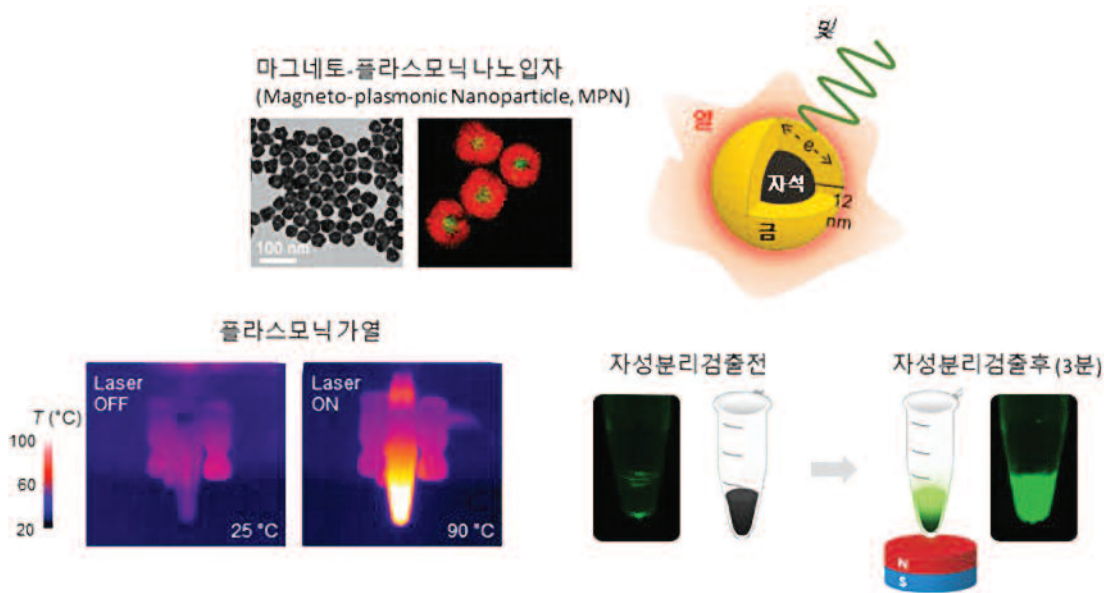 마그네토-플라스모닉 나노입자
(Magneto-plasmonic Nanoparticle, MPN)
100 nm
빛
열
e-
자석
12
nm
금
플라스모닉 가열
T (°C)
100
60
20
Laser
OFF
25 °C
Laser
ON
90 °C
자성분리검출전
자성분리검출후 (3분)
N
S